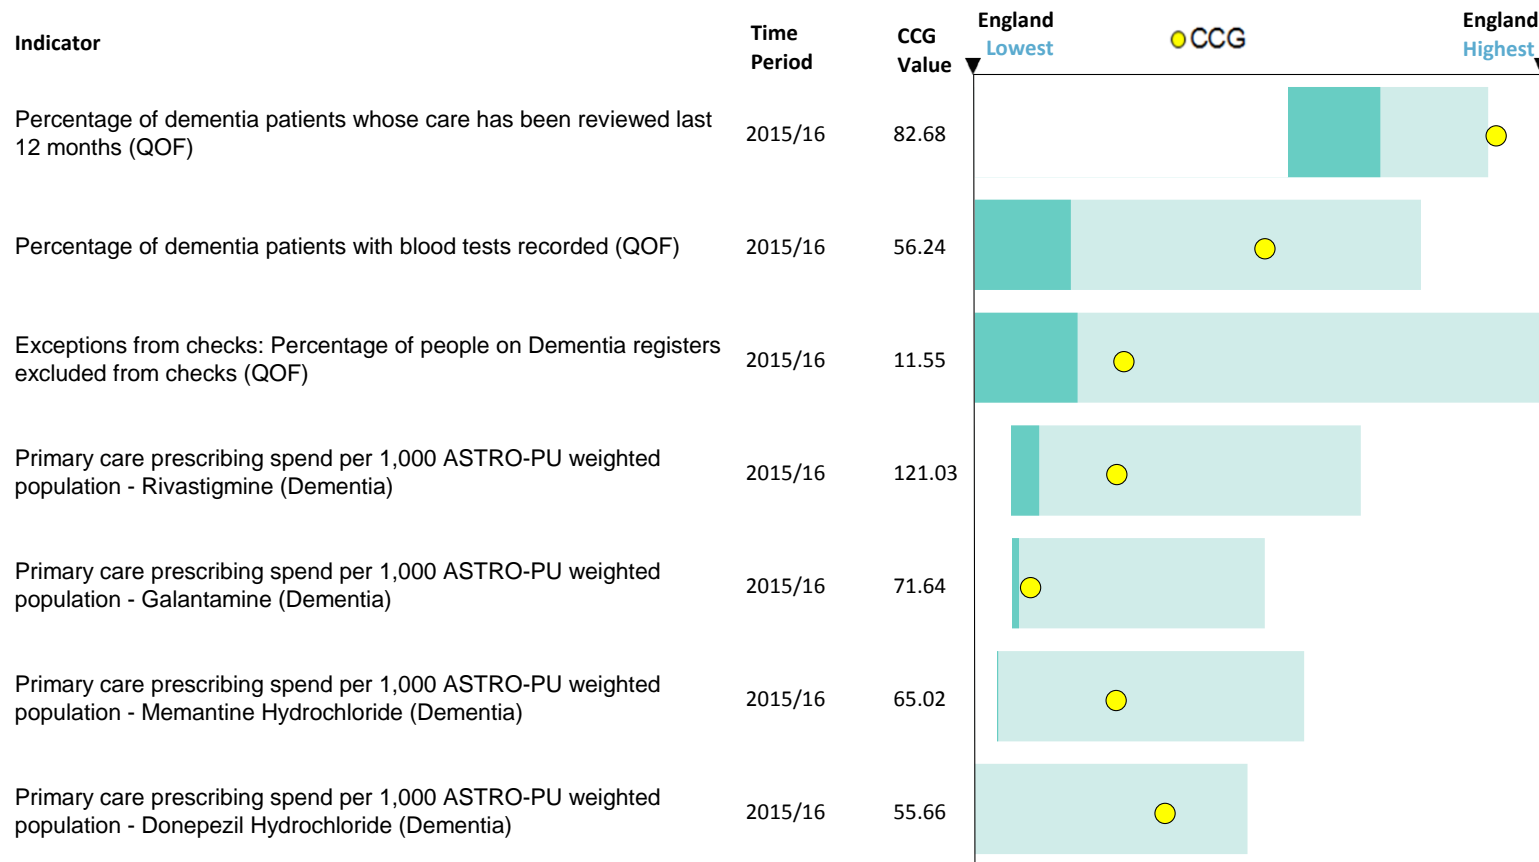 Indicator
Time
Period
CCG
Value
England
Lowest
CCG
England
Highest
Percentage of dementia patients whose care has been reviewed last
12 months (QOF)
2015/16
82.68
Percentage of dementia patients with blood tests recorded (QOF)
2015/16
56.24
Exceptions from checks: Percentage of people on Dementia registers
excluded from checks (QOF)
2015/16
11.55
Primary care prescribing spend per 1,000 ASTRO-PU weighted
population - Rivastigmine (Dementia)
2015/16
121.03
Primary care prescribing spend per 1,000 ASTRO-PU weighted
population - Galantamine (Dementia)
2015/16
71.64
Primary care prescribing spend per 1,000 ASTRO-PU weighted
population - Memantine Hydrochloride (Dementia)
2015/16
65.02
Primary care prescribing spend per 1,000 ASTRO-PU weighted
population - Donepezil Hydrochloride (Dementia)
2015/16
55.66